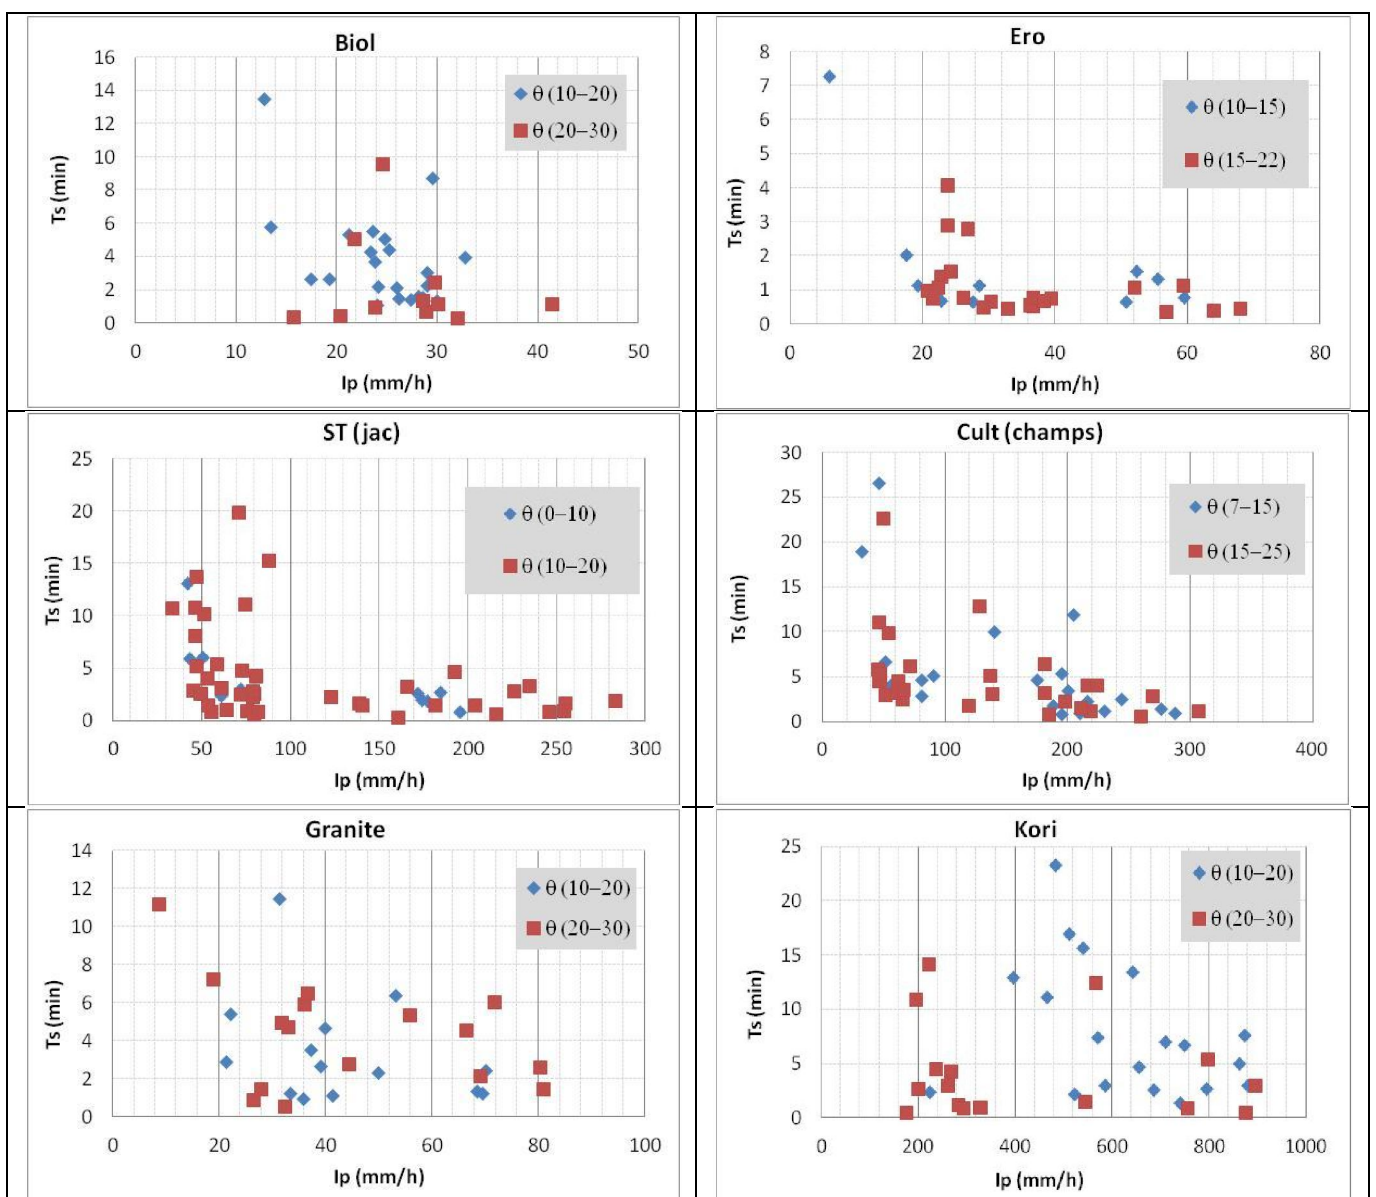 Biol
16
14
12
10
8
6
4
2
0
Ts (min)
θ (10–20)
θ (20–30)
0 10 20 30 40 50
Ip (mm/h)
Ero
8
7
6
5
4
3
2
1
0
Ts (min)
θ (10–15)
θ (15–22)
0 20 40 60 80
Ip (mm/h)
ST (jac)
25
20
15
10
5
0
Ts (min)
θ (0–10)
θ (10–20)
0 50 100 150 200 250 300
Ip (mm/h)
Cult (champs)
30
25
20
15
10
5
0
Ts (min)
θ (7–15)
θ (15–25)
0 100 200 300 400
Ip (mm/h)
Granite
14
12
10
8
6
4
2
0
Ts (min)
θ (10–20)
θ (20–30)
0 20 40 60 80 100
Ip (mm/h)
Kori
25
20
15
10
5
0
Ts (min)
θ (10–20)
θ (20–30)
0 200 400 600 800 1000
Ip (mm/h)